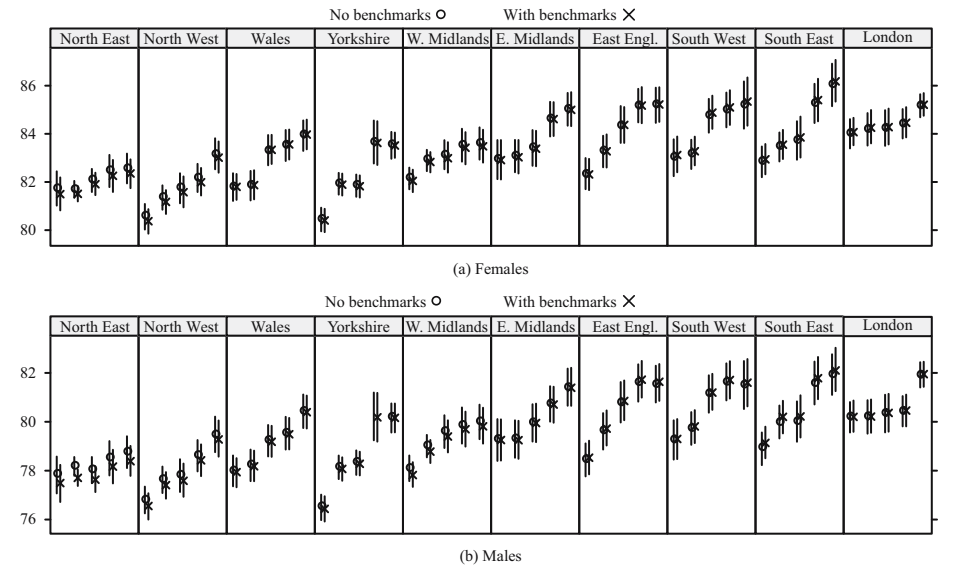 No benchmarks With benchmarks
North East North West Wales Yorkshire W. Midlands E. Midlands East Engl. South West South East London
86
84
82
80
(a) Females
No benchmarks With benchmarks
North East North West Wales Yorkshire W. Midlands E. Midlands East Engl. South West South East London
82
80
78
76
(b) Males